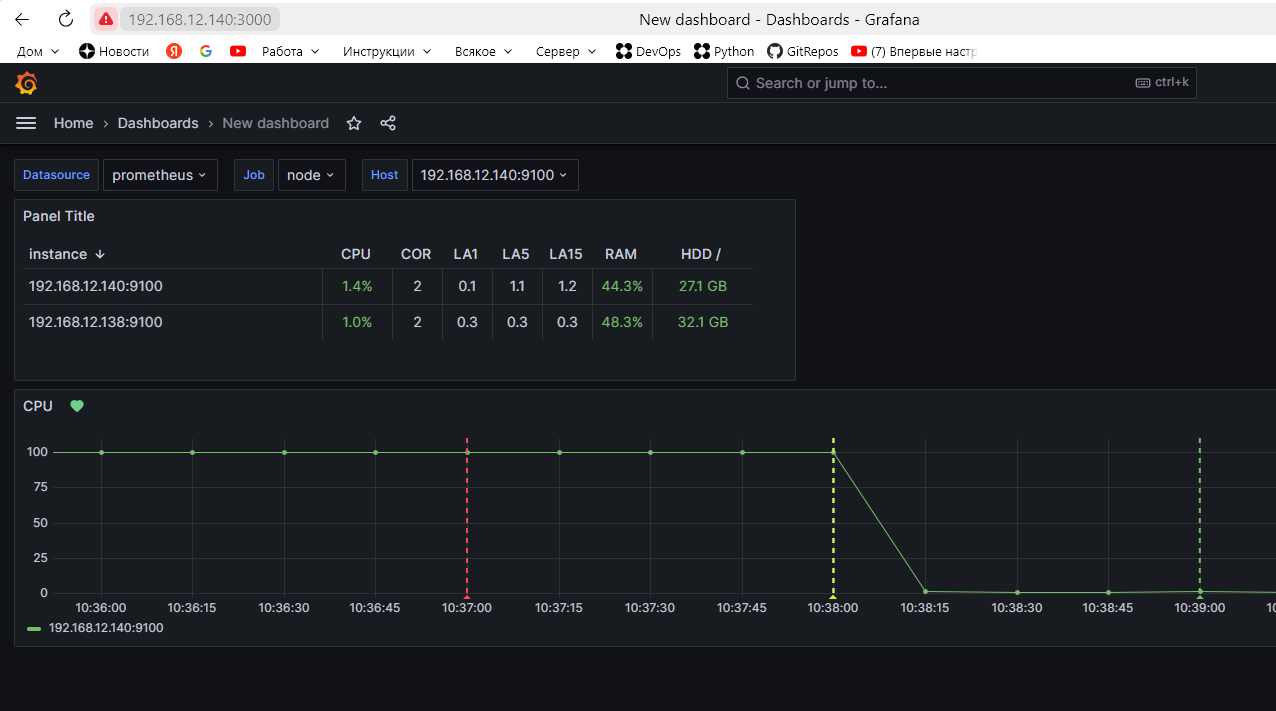 192.168.12.140:3000 New dashboard - Dashboards - Grafana
Дом Новости Я G Работа Инструкции Всякое Сервер DevOps Python GitRepos (7) Впервые настр
Search or jump to... ctrl+k
Home › Dashboards › New dashboard
Datasource prometheus Job node Host 192.168.12.140:9100
Panel Title
instance CPU COR LA1 LA5 LA15 RAM HDD /
192.168.12.140:9100 1.4% 2 0.1 1.1 1.2 44.3% 27.1 GB
192.168.12.138:9100 1.0% 2 0.3 0.3 0.3 48.3% 32.1 GB
CPU
100
75
50
25
0
10:36:00 10:36:15 10:36:30 10:36:45 10:37:00 10:37:15 10:37:30 10:37:45 10:38:00 10:38:15 10:38:30 10:38:45 10:39:00 10
192.168.12.140:9100